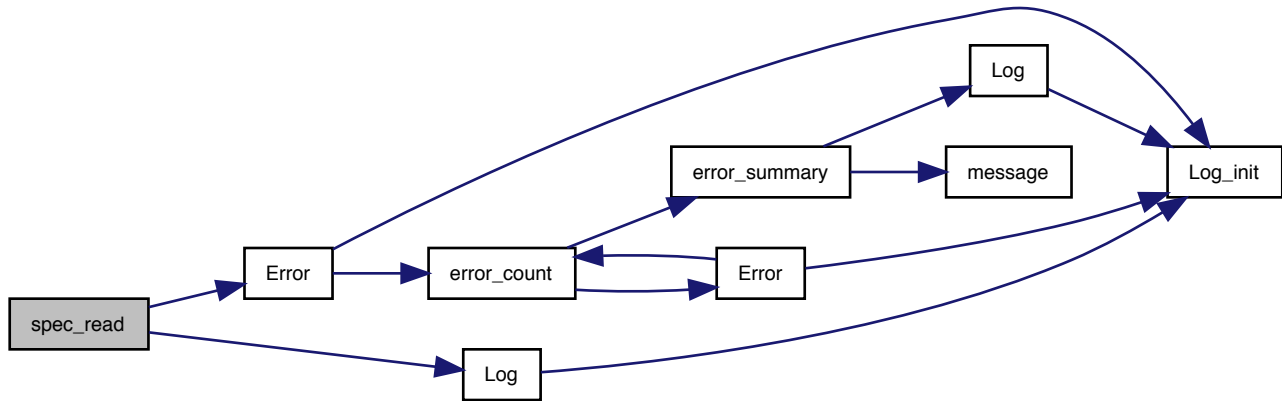 Log
error_summary
message
Log_init
Error
error_count
Error
spec_read
Log